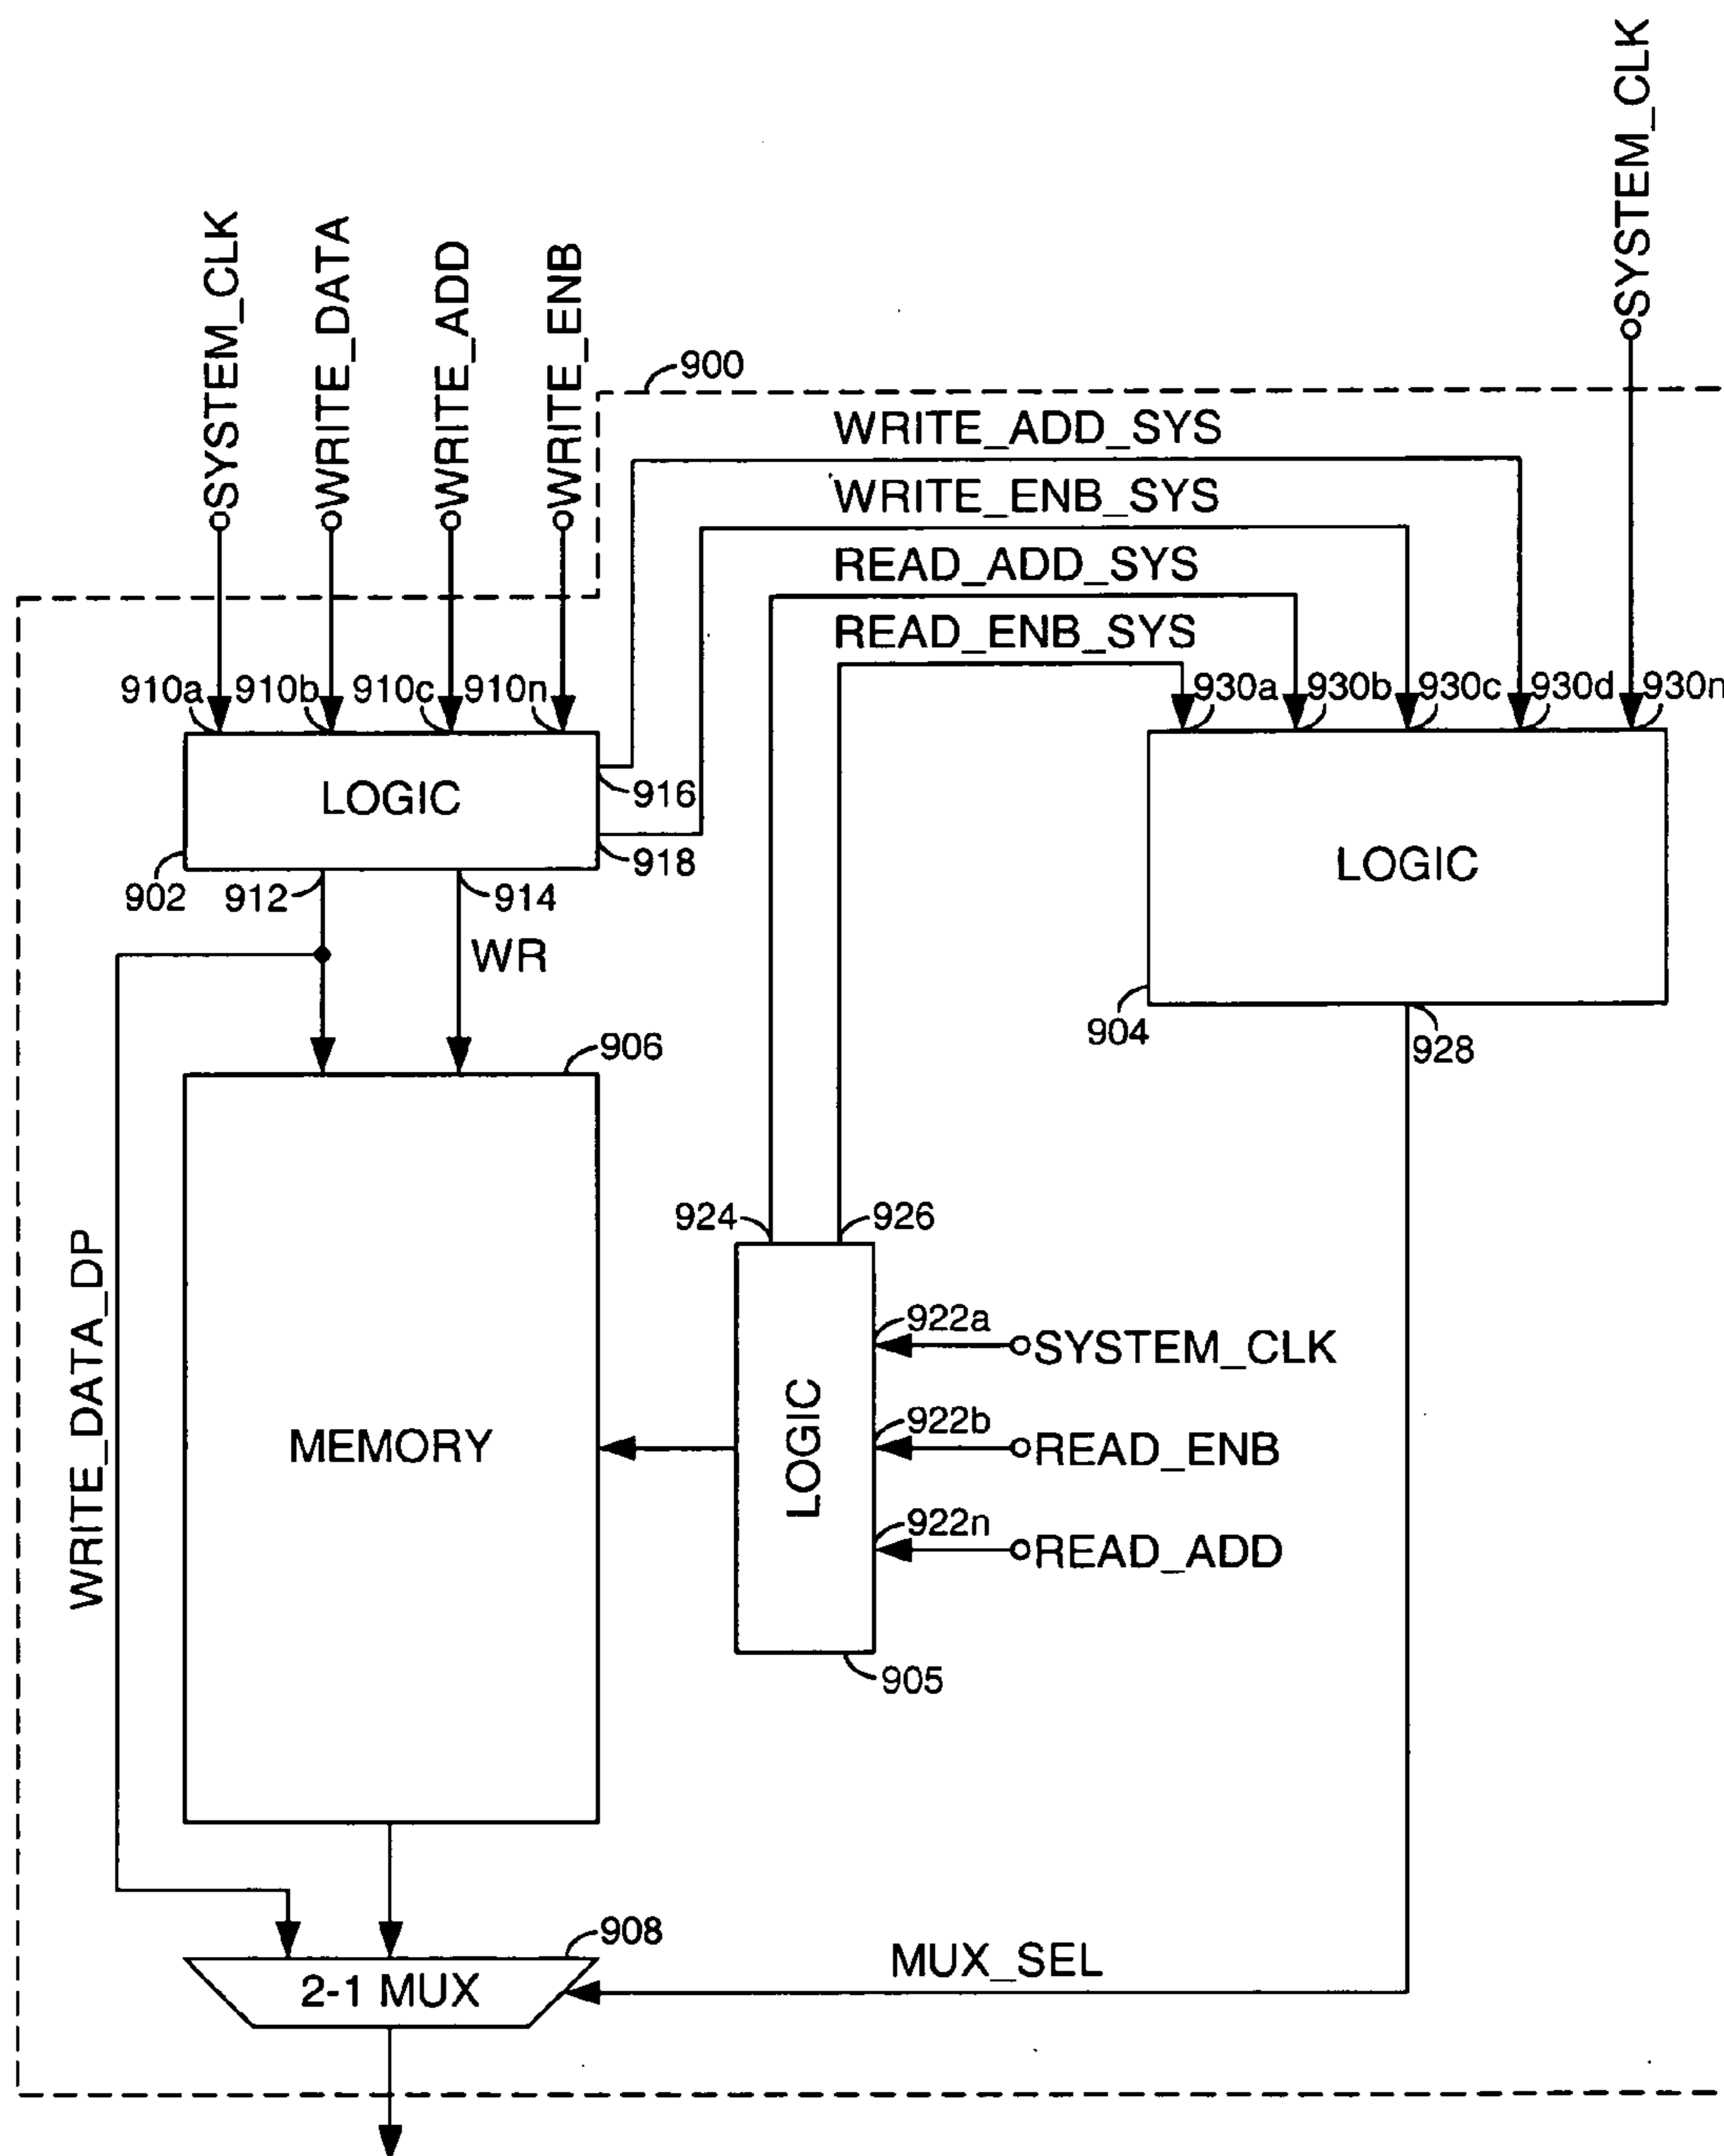 SYSTEM_CLK
SYSTEM_CLK
WRITE_DATA
WRITE_ADD
WRITE_ENB
900
WRITE_ADD_SYS
WRITE_ENB_SYS
READ_ADD_SYS
READ_ENB_SYS
910a 910b 910c 910n
930a 930b 930c 930d 930n
LOGIC
916
918
902 912 914
WR
LOGIC
904 928
906
WRITE_DATA_DP
MEMORY
924 926
LOGIC
922a
SYSTEM_CLK
922b
READ_ENB
922n
READ_ADD
905
908
2-1 MUX
MUX_SEL